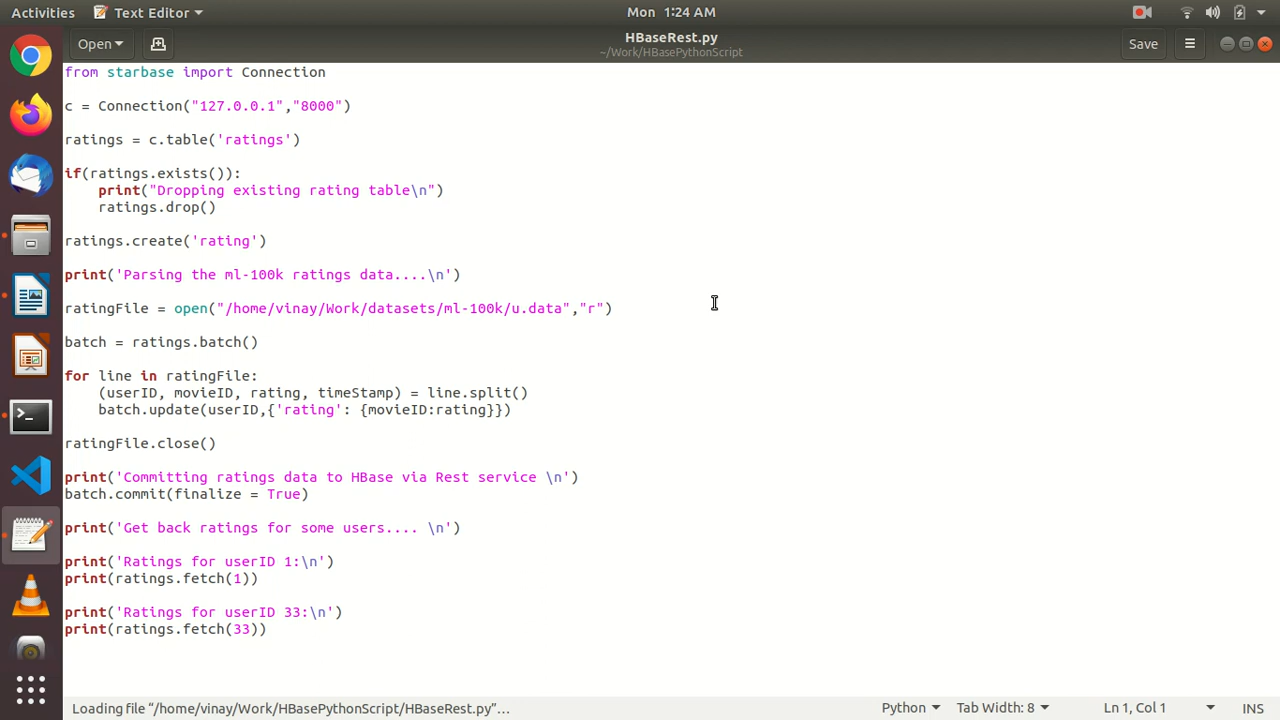 Activities Text Editor Mon 1:24 AM
Open HBaseRest.py Save
~/Work/HBasePythonScript
from starbase import Connection
c = Connection("127.0.0.1","8000")
ratings = c.table('ratings')
if(ratings.exists()):
print("Dropping existing rating table\n")
ratings.drop()
ratings.create('rating')
print('Parsing the ml-100k ratings data....\n')
ratingFile = open("/home/vinay/Work/datasets/ml-100k/u.data","r")
batch = ratings.batch()
for line in ratingFile:
(userID, movieID, rating, timeStamp) = line.split()
batch.update(userID,{'rating': {movieID:rating}})
ratingFile.close()
print('Committing ratings data to HBase via Rest service \n')
batch.commit(finalize = True)
print('Get back ratings for some users.... \n')
print('Ratings for userID 1:\n')
print(ratings.fetch(1))
print('Ratings for userID 33:\n')
print(ratings.fetch(33))
Loading file “/home/vinay/Work/HBasePythonScript/HBaseRest.py”… Python Tab Width: 8 Ln 1, Col 1 INS